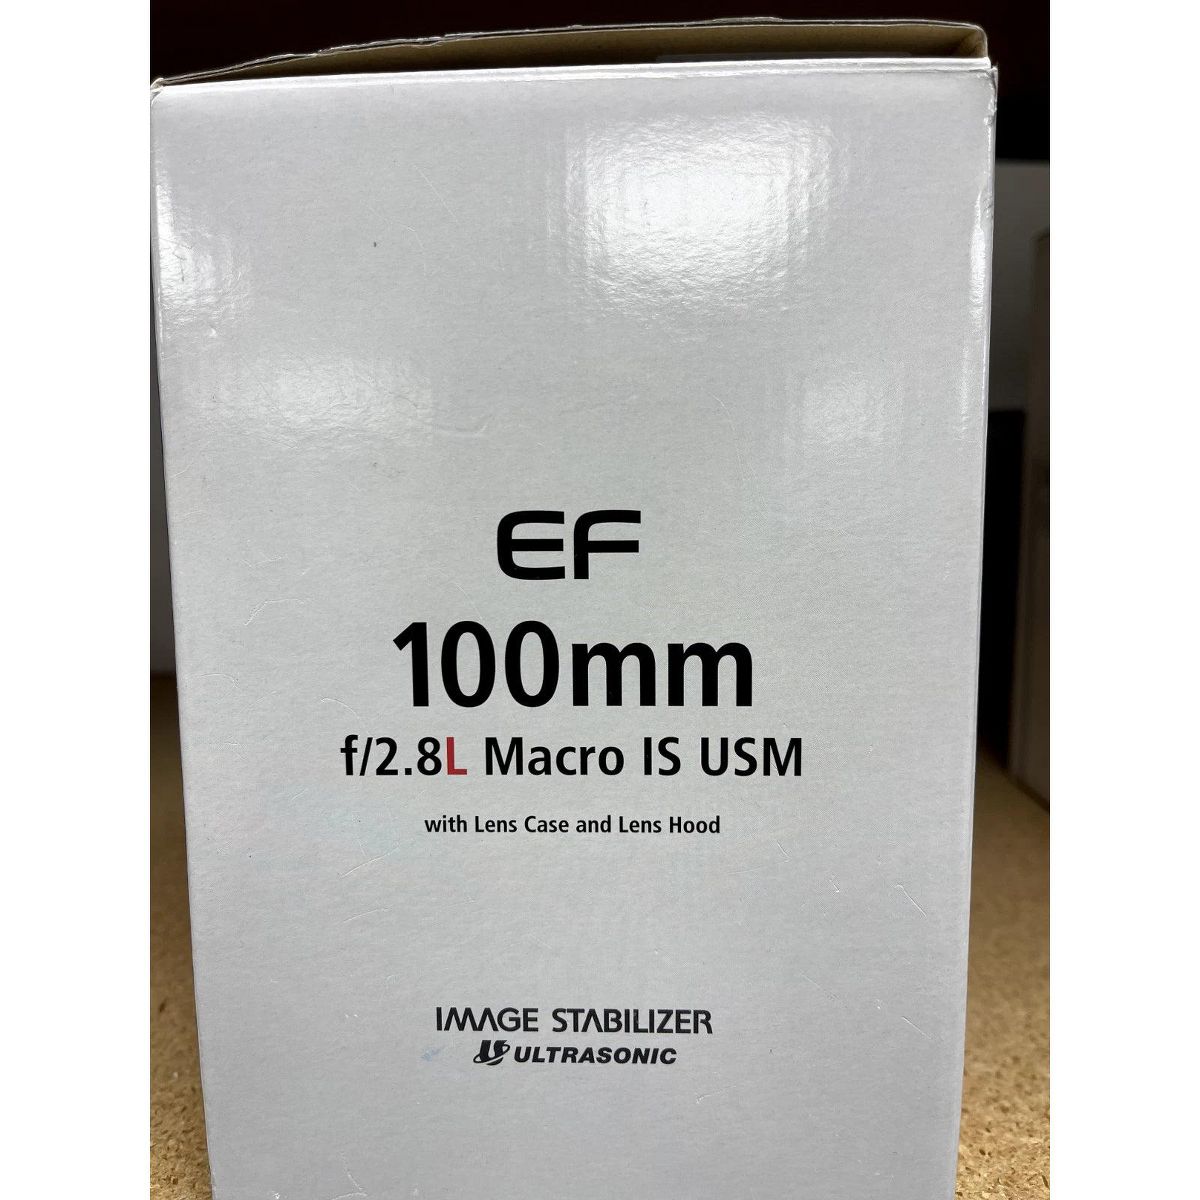 EF
100mm
f/2.8L Macro IS USM
with Lens Case and Lens Hood
IMAGE STABILIZER
ULTRASONIC